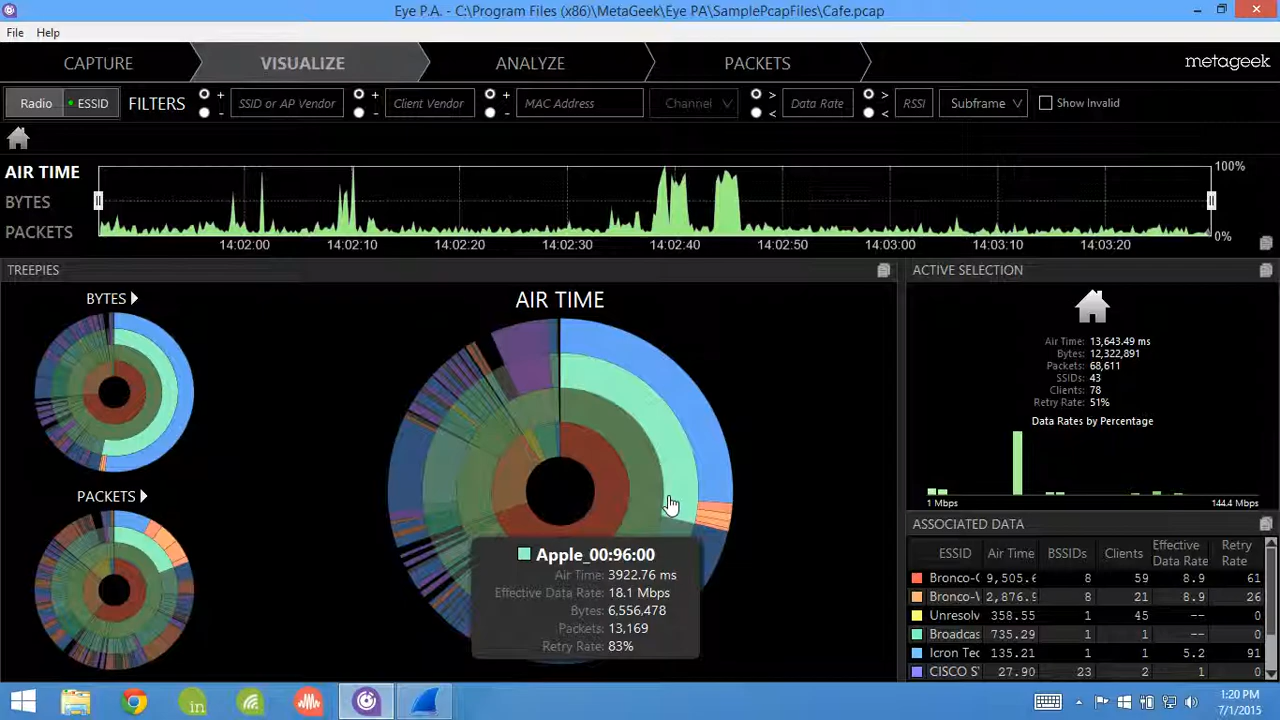 Eye P.A. - C:\Program Files (x86)\MetaGeek\Eye PA\SamplePcapFiles\Cafe.pcap
File Help
CAPTURE VISUALIZE ANALYZE PACKETS metageek
Radio ESSID FILTERS + - SSID or AP Vendor + - Client Vendor + - MAC Address Channel > < Data Rate > < RSSI Subframe Show Invalid
AIR TIME
BYTES
PACKETS
100%
0%
14:02:00 14:02:10 14:02:20 14:02:30 14:02:40 14:02:50 14:03:00 14:03:10 14:03:20
TREEPIES
BYTES
PACKETS
AIR TIME
Apple_00:96:00
Air Time: 3922.76 ms
Effective Data Rate: 18.1 Mbps
Bytes: 6,556,478
Packets: 13,169
Retry Rate: 83%
ACTIVE SELECTION
Air Time: 13,643.49 ms
Bytes: 12,322,891
Packets: 68,611
SSIDs: 43
Clients: 78
Retry Rate: 51%
Data Rates by Percentage
1 Mbps 144.4 Mbps
ASSOCIATED DATA
ESSID Air Time BSSIDs Clients Effective Data Rate Retry Rate
Bronco-( 9,505.6 8 59 8.9 61
Bronco-\ 2,876.9 8 21 8.9 26
Unresolv 358.55 1 45 -- 0
Broadcas 735.29 1 1 -- 0
Icron Tec 135.21 1 1 5.2 91
CISCO S' 27.90 23 2 1 0
in
1:20 PM
7/1/2015